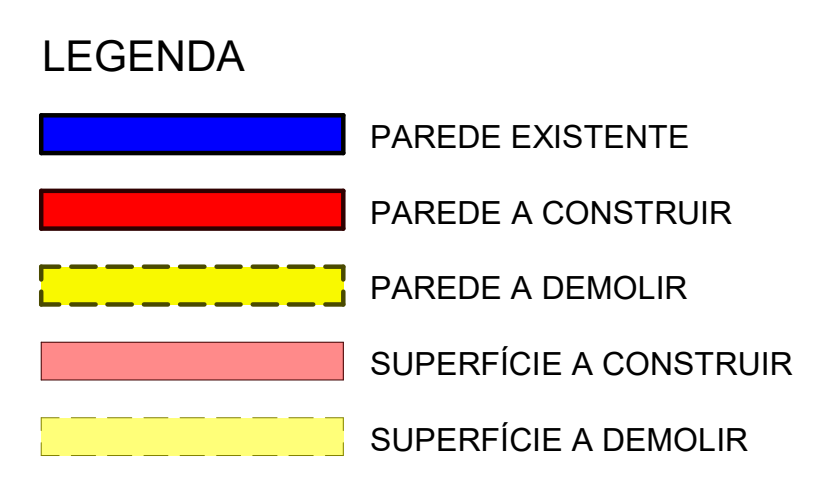 LEGENDA
PAREDE EXISTENTE
PAREDE A CONSTRUIR
PAREDE A DEMOLIR
SUPERFÍCIE A CONSTRUIR
SUPERFÍCIE A DEMOLIR